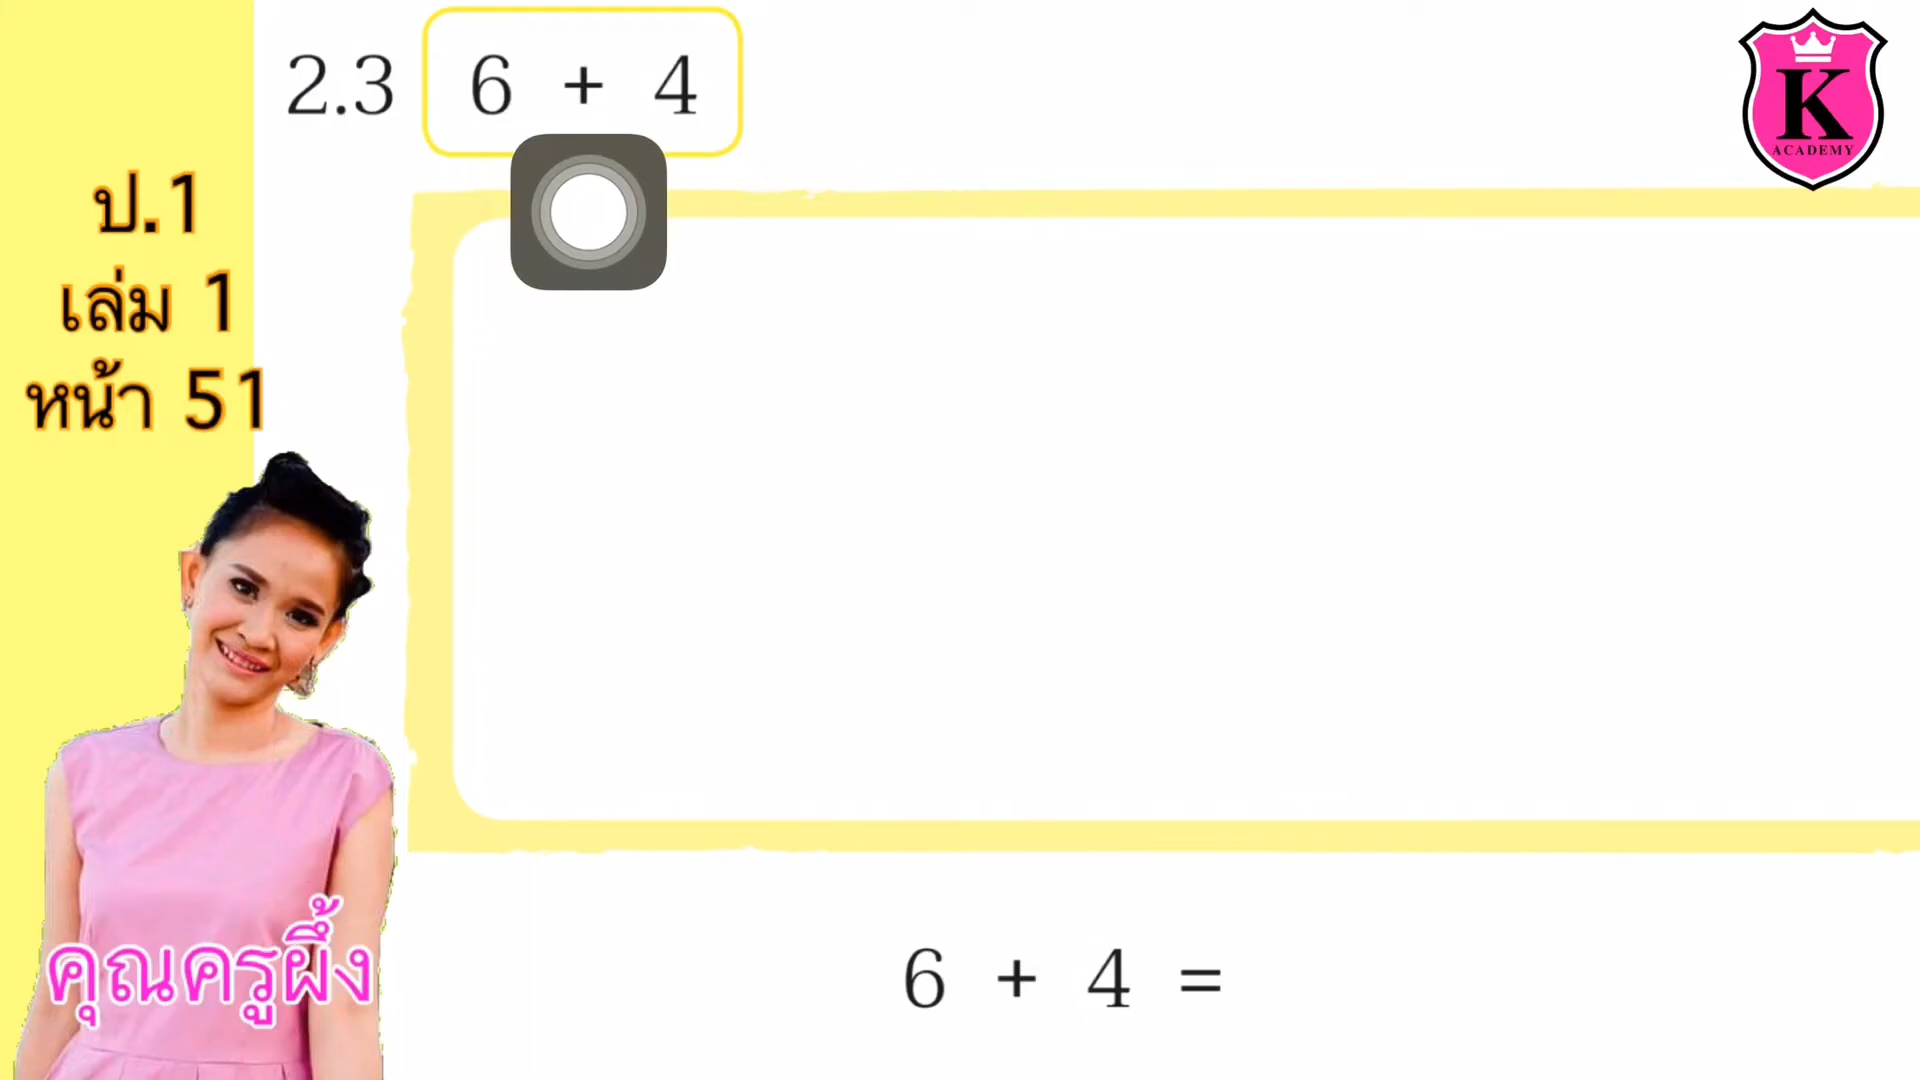 2.3 6 + 4
K
ACADEMY
ป.1
เล่ม 1
หน้า 51
คุณครูผึ้ง
6 + 4 =